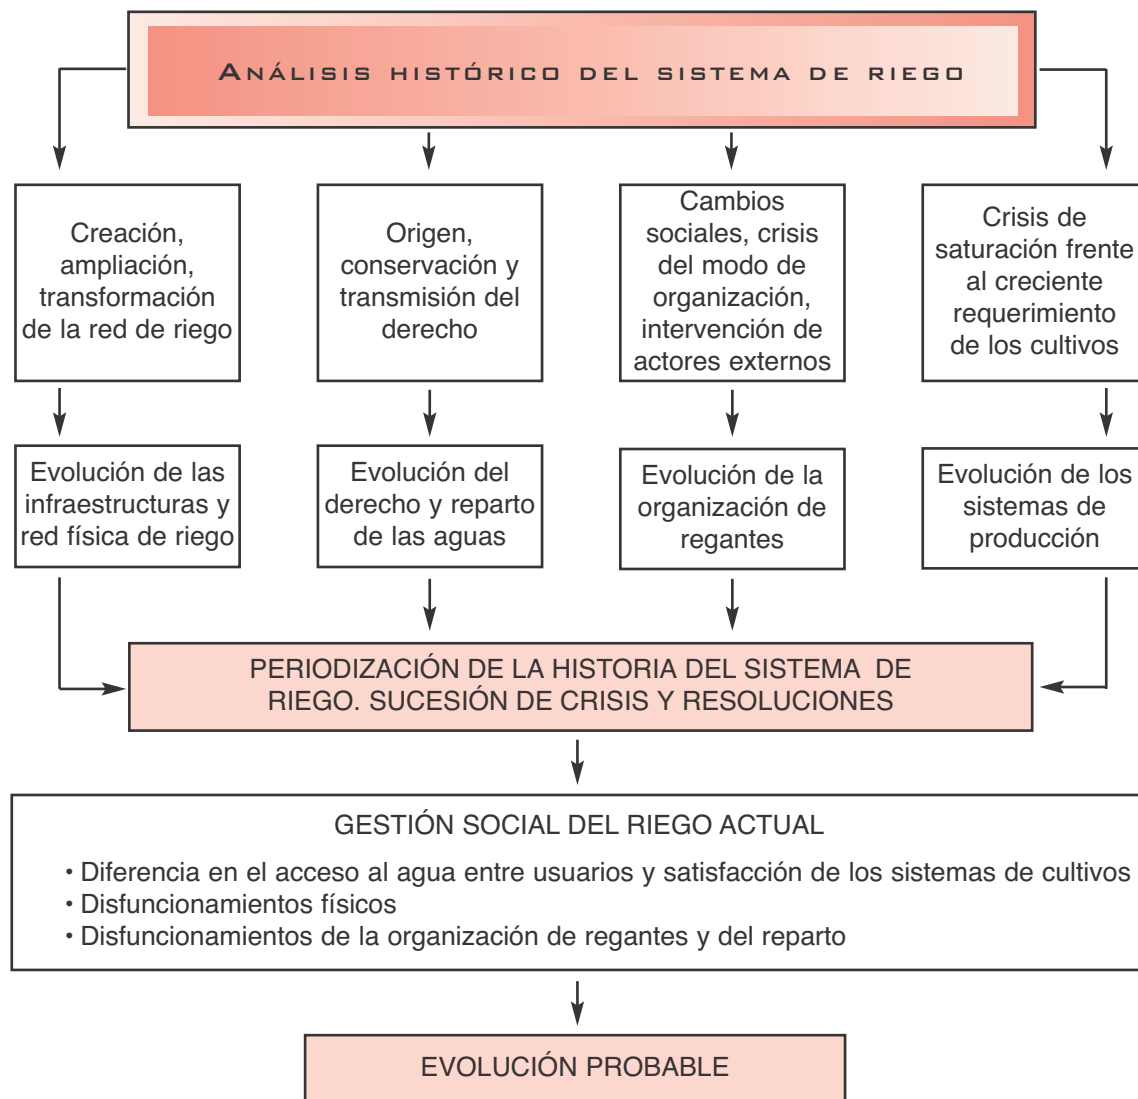 ANÁLISIS HISTÓRICO DEL SISTEMA DE RIEGO
Creación,
ampliación,
transformación
de la red de riego
Origen,
conservación y
transmisión del
derecho
Cambios
sociales, crisis
del modo de
organización,
intervención de
actores externos
Crisis de
saturación frente
al creciente
requerimiento
de los cultivos
Evolución de las
infraestructuras y
red física de riego
Evolución del
derecho y reparto
de las aguas
Evolución de la
organización de
regantes
Evolución de los
sistemas de
producción
PERIODIZACIÓN DE LA HISTORIA DEL SISTEMA DE
RIEGO. SUCESIÓN DE CRISIS Y RESOLUCIONES
GESTIÓN SOCIAL DEL RIEGO ACTUAL
• Diferencia en el acceso al agua entre usuarios y satisfacción de los sistemas de cultivos
• Disfuncionamientos físicos
• Disfuncionamientos de la organización de regantes y del reparto
EVOLUCIÓN PROBABLE